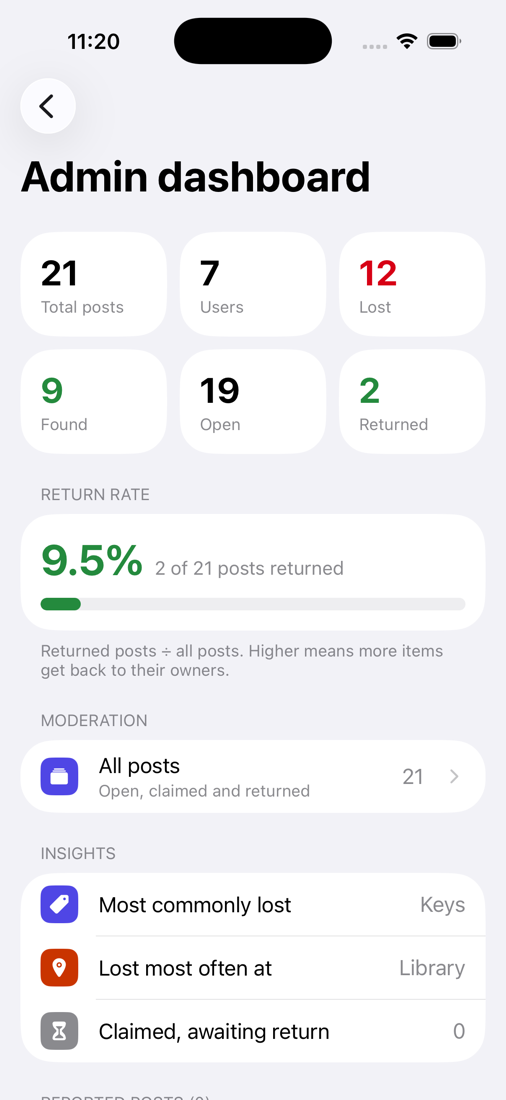 11:20
Admin dashboard
21
Total posts
7
Users
12
Lost
9
Found
19
Open
2
Returned
RETURN RATE
9.5% 2 of 21 posts returned
Returned posts ÷ all posts. Higher means more items
get back to their owners.
MODERATION
All posts
Open, claimed and returned
21
INSIGHTS
Most commonly lost Keys
Lost most often at Library
Claimed, awaiting return 0
REPORTED POSTS (0)